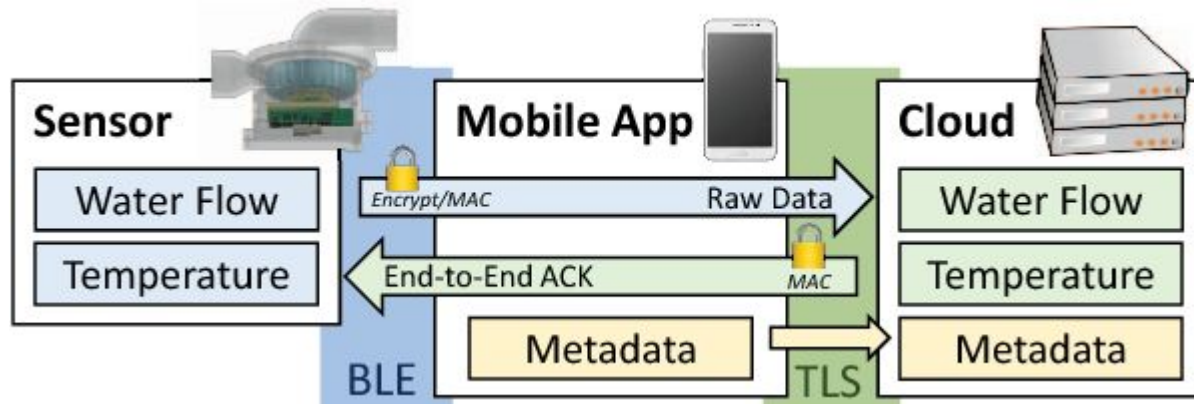 Sensor
Mobile App
Cloud
Water Flow
Encrypt/MAC
Raw Data
Water Flow
Temperature
End-to-End ACK
MAC
Temperature
Metadata
Metadata
BLE
TLS